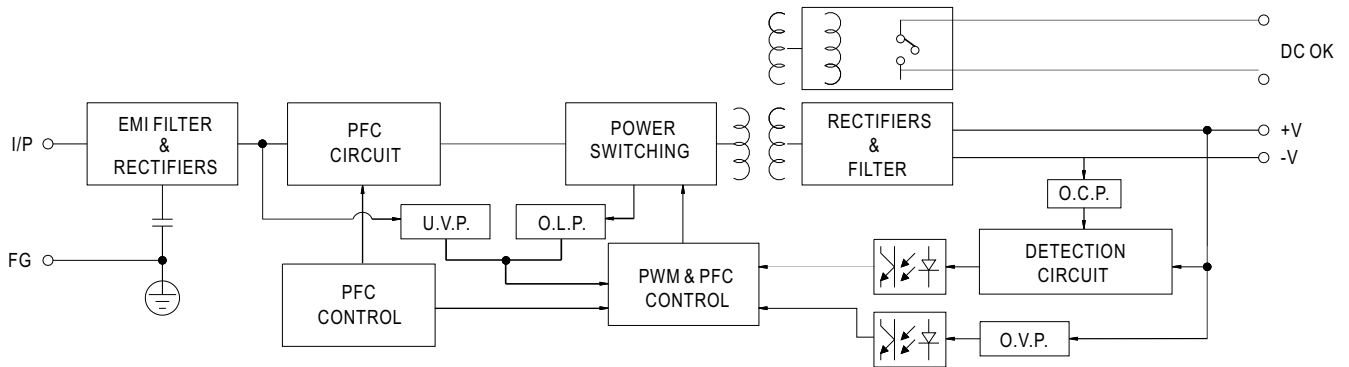 DC OK
I/P
EMI FILTER
&
RECTIFIERS
PFC
CIRCUIT
POWER
SWITCHING
RECTIFIERS
&
FILTER
+V
-V
O.C.P.
U.V.P.
O.L.P.
FG
PFC
CONTROL
PWM & PFC
CONTROL
DETECTION
CIRCUIT
O.V.P.